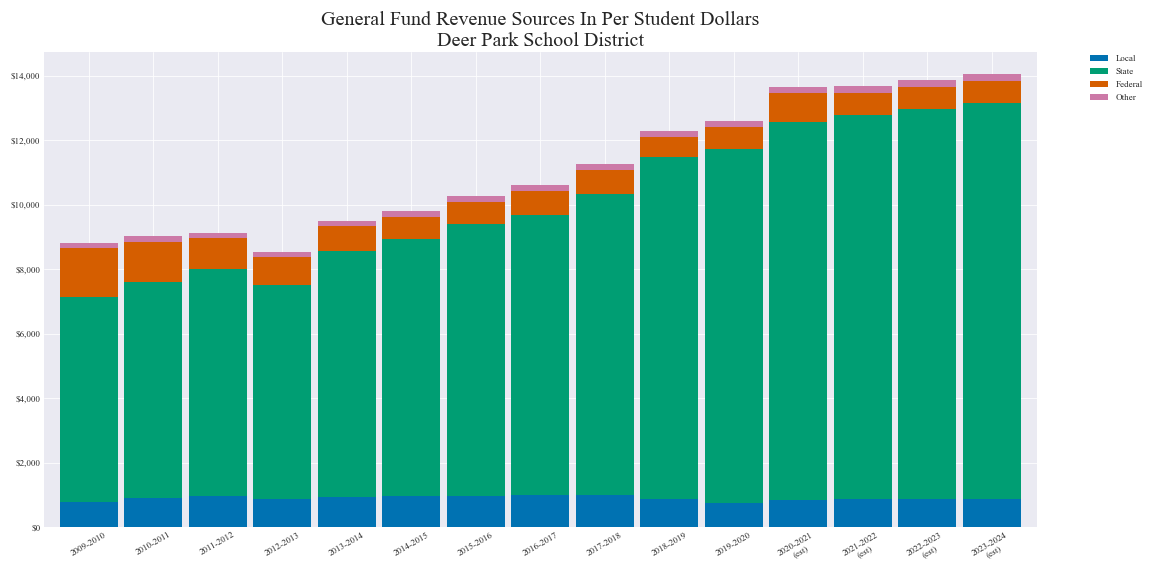 General Fund Revenue Sources In Per Student Dollars
Deer Park School District
Local
State
Federal
Other
$14,000
$12,000
$10,000
$8,000
$6,000
$4,000
$2,000
$0
2009-2010
2010-2011
2011-2012
2012-2013
2013-2014
2014-2015
2015-2016
2016-2017
2017-2018
2018-2019
2019-2020
2020-2021
(est)
2021-2022
(est)
2022-2023
(est)
2023-2024
(est)